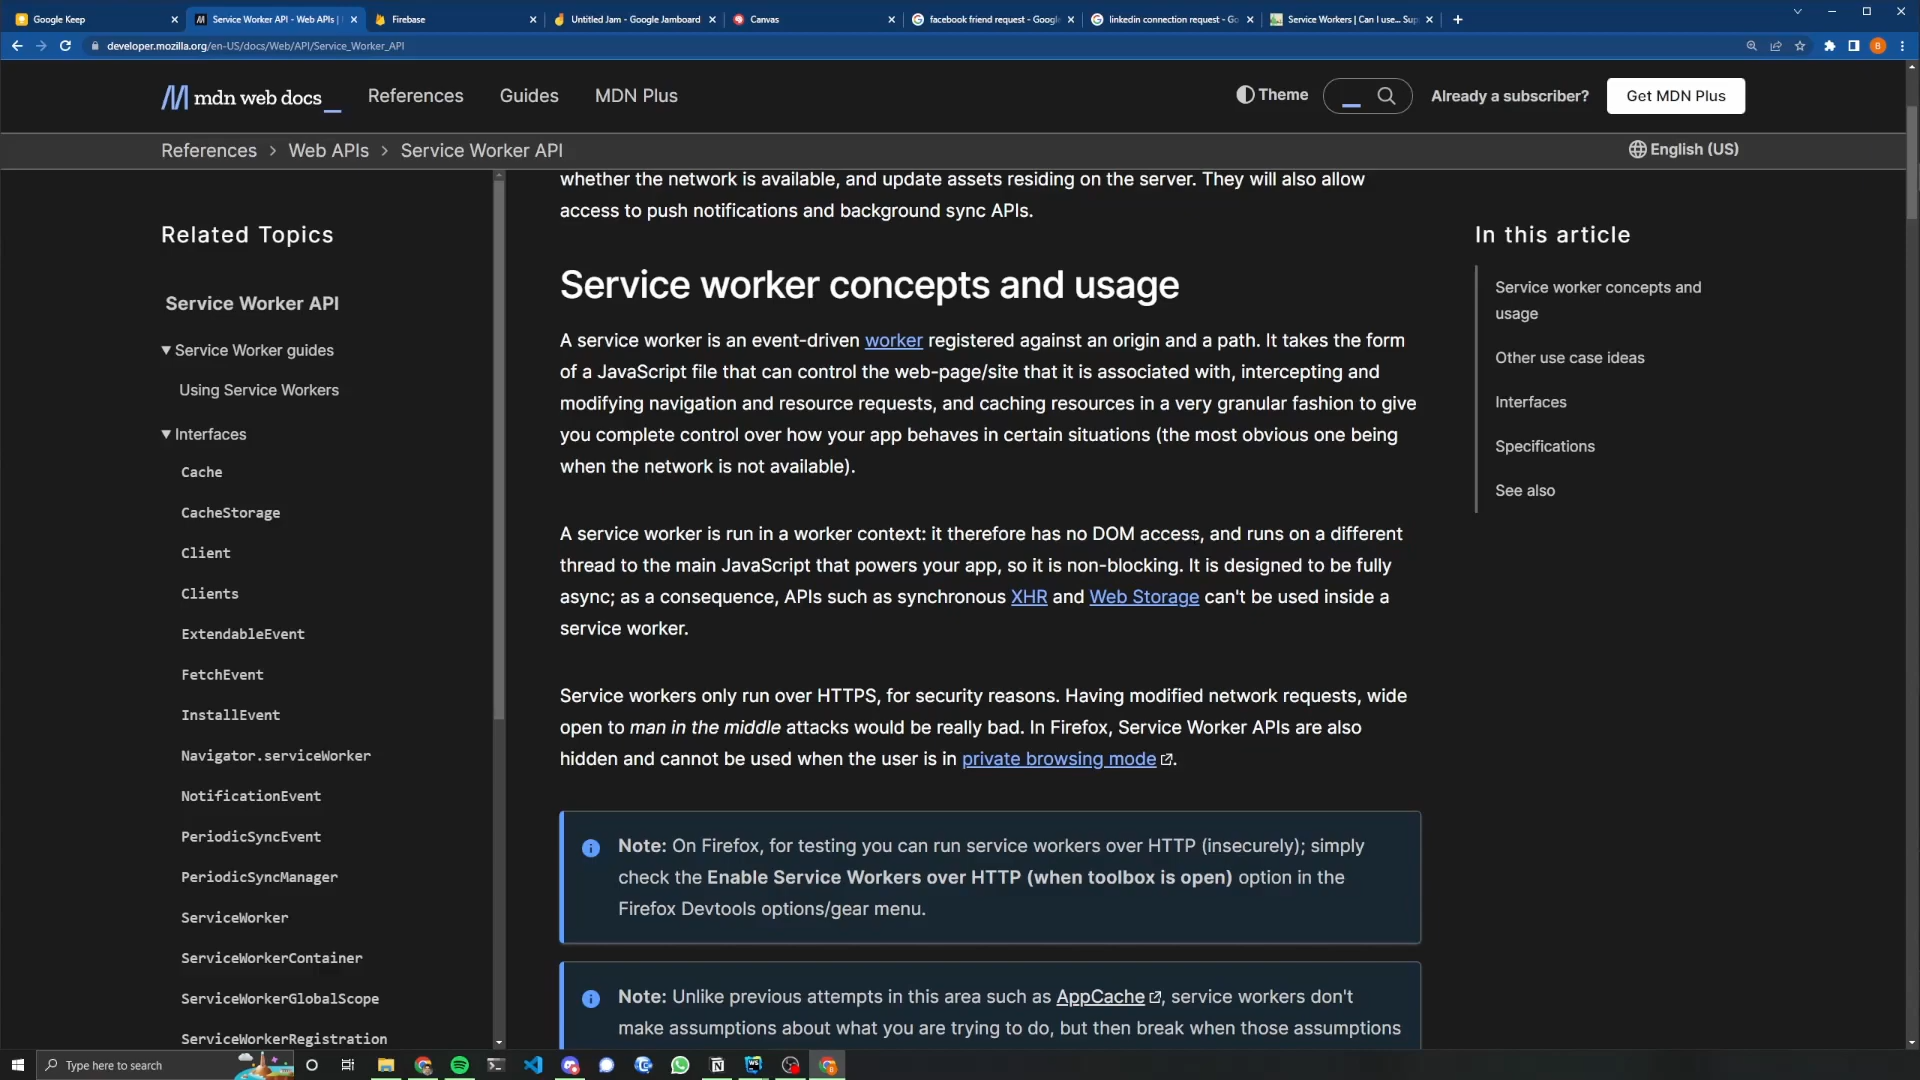 Google Keep
Service Worker API - Web APIs |
Firebase
Untitled Jam - Google Jamboard
Canvas
facebook friend request - Google
linkedin connection request - Go
Service Workers | Can I use... Sup
developer.mozilla.org/en-US/docs/Web/API/Service_Worker_API
B
mdn web docs_
References
Guides
MDN Plus
Theme
Already a subscriber?
Get MDN Plus
References > Web APIs > Service Worker API
English (US)
Related Topics
Service Worker API
Service Worker guides
Using Service Workers
Interfaces
Cache
CacheStorage
Client
Clients
ExtendableEvent
FetchEvent
InstallEvent
Navigator.serviceWorker
NotificationEvent
PeriodicSyncEvent
PeriodicSyncManager
ServiceWorker
ServiceWorkerContainer
ServiceWorkerGlobalScope
ServiceWorkerRegistration
whether the network is available, and update assets residing on the server. They will also allow
access to push notifications and background sync APIs.
Service worker concepts and usage
A service worker is an event-driven worker registered against an origin and a path. It takes the form
of a JavaScript file that can control the web-page/site that it is associated with, intercepting and
modifying navigation and resource requests, and caching resources in a very granular fashion to give
you complete control over how your app behaves in certain situations (the most obvious one being
when the network is not available).
A service worker is run in a worker context: it therefore has no DOM access, and runs on a different
thread to the main JavaScript that powers your app, so it is non-blocking. It is designed to be fully
async; as a consequence, APIs such as synchronous XHR and Web Storage can't be used inside a
service worker.
Service workers only run over HTTPS, for security reasons. Having modified network requests, wide
open to man in the middle attacks would be really bad. In Firefox, Service Worker APIs are also
hidden and cannot be used when the user is in private browsing mode.
Note: On Firefox, for testing you can run service workers over HTTP (insecurely); simply
check the Enable Service Workers over HTTP (when toolbox is open) option in the
Firefox Devtools options/gear menu.
Note: Unlike previous attempts in this area such as AppCache, service workers don't
make assumptions about what you are trying to do, but then break when those assumptions
In this article
Service worker concepts and
usage
Other use case ideas
Interfaces
Specifications
See also
Type here to search